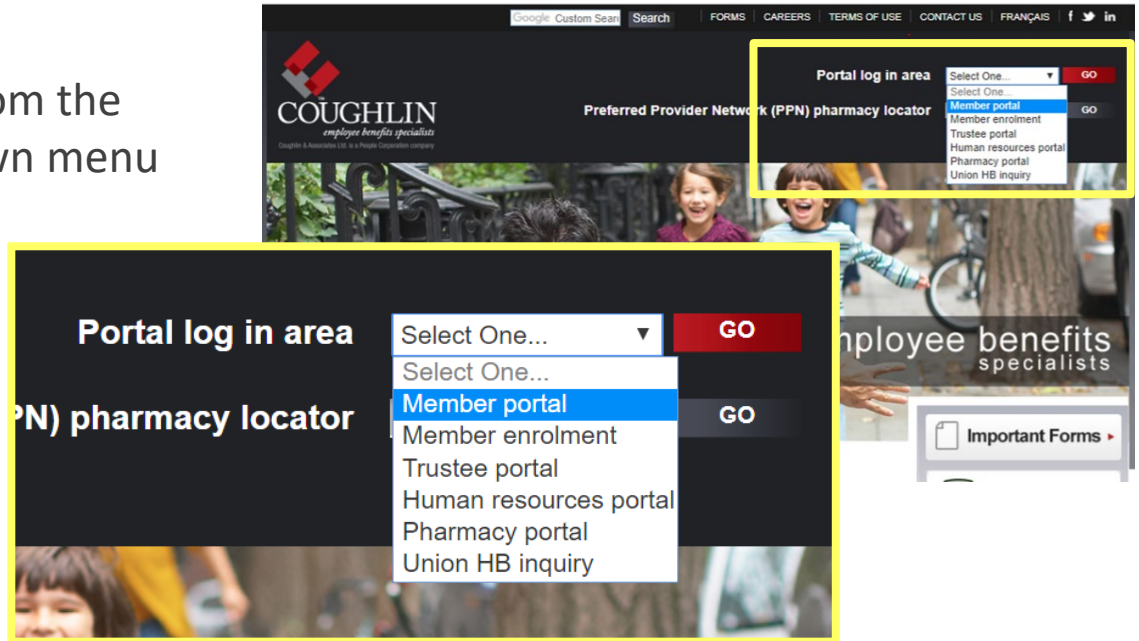 om the
vn menu
Google Custom Sear Search FORMS CAREERS TERMS OF USE CONTACT US FRANÇAIS f in
COUGHLIN
employee benefits specialists
Coughlin & Associates Ltd. is a People Corporation company
Portal log in area Select One... ▼ GO
Preferred Provider Network (PPN) pharmacy locator GO
Select One...
Member portal
Member enrolment
Trustee portal
Human resources portal
Pharmacy portal
Union HB inquiry
Portal log in area Select One... ▼ GO
PN) pharmacy locator GO
Select One...
Member portal
Member enrolment
Trustee portal
Human resources portal
Pharmacy portal
Union HB inquiry
mployee benefits
specialists
Important Forms